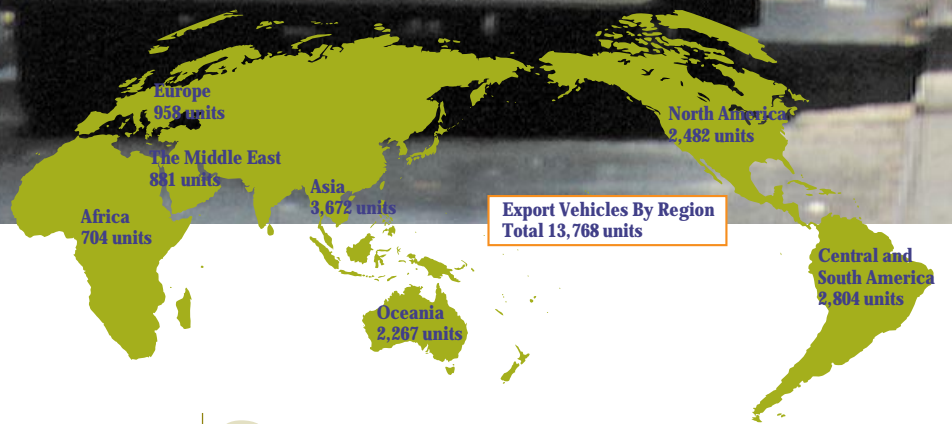 Europe
958 units
North America
2,482 units
The Middle East
881 units
Asia
3,672 units
Export Vehicles By Region
Total 13,768 units
Africa
704 units
Central and
South America
2,804 units
Oceania
2,267 units